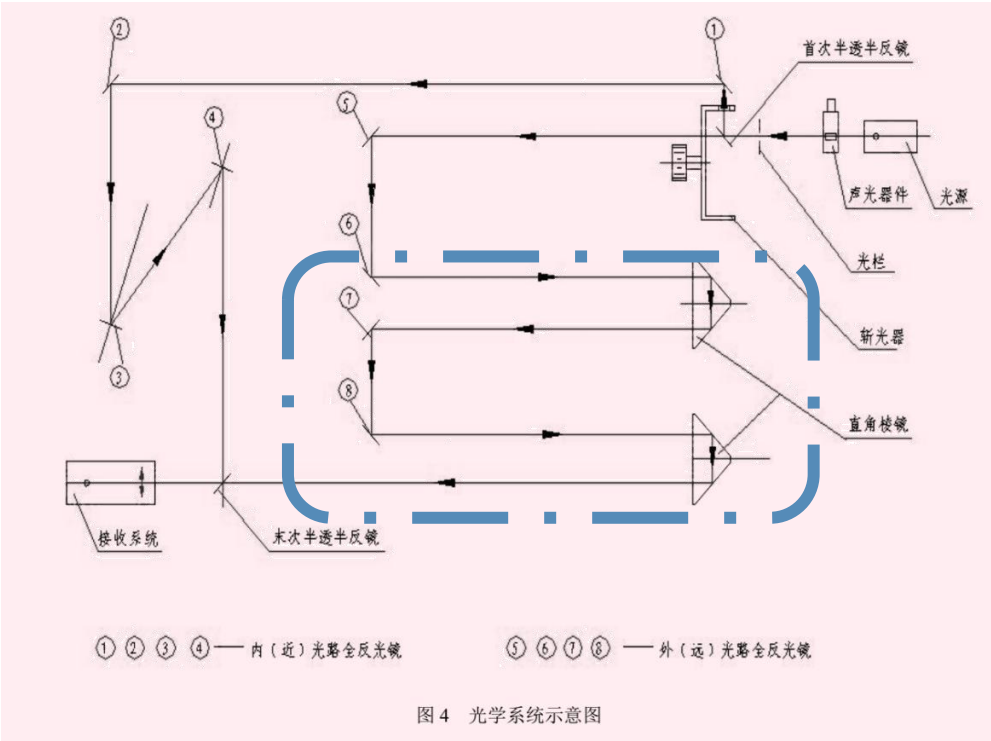 ② ①
首次半透半反镜
⑤
④
声光器件 光源
⑥
光栏
⑦
斩光器
③
⑧
直角棱镜
接收系统 末次半透半反镜
① ② ③ ④ — 内(近)光路全反光镜 ⑤ ⑥ ⑦ ⑧ — 外(远)光路全反光镜
图 4 光学系统示意图